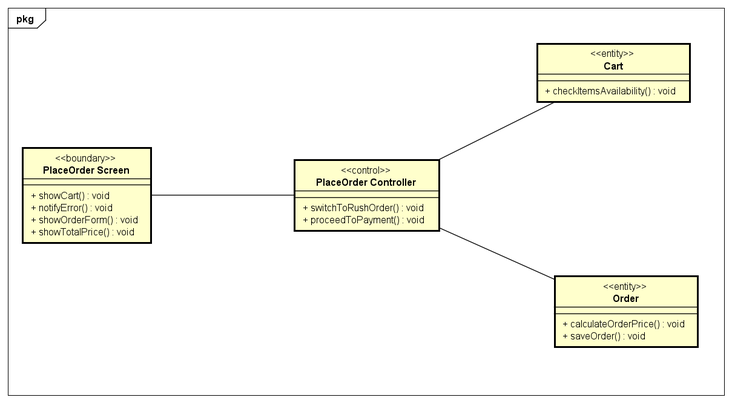 pkg
<<entity>>
Cart
+ checkItemsAvailability() : void
<<boundary>>
PlaceOrder Screen
+ showCart() : void
+ notifyError() : void
+ showOrderForm() : void
+ showTotalPrice() : void
<<control>>
PlaceOrder Controller
+ switchToRushOrder() : void
+ proceedToPayment() : void
<<entity>>
Order
+ calculateOrderPrice() : void
+ saveOrder() : void